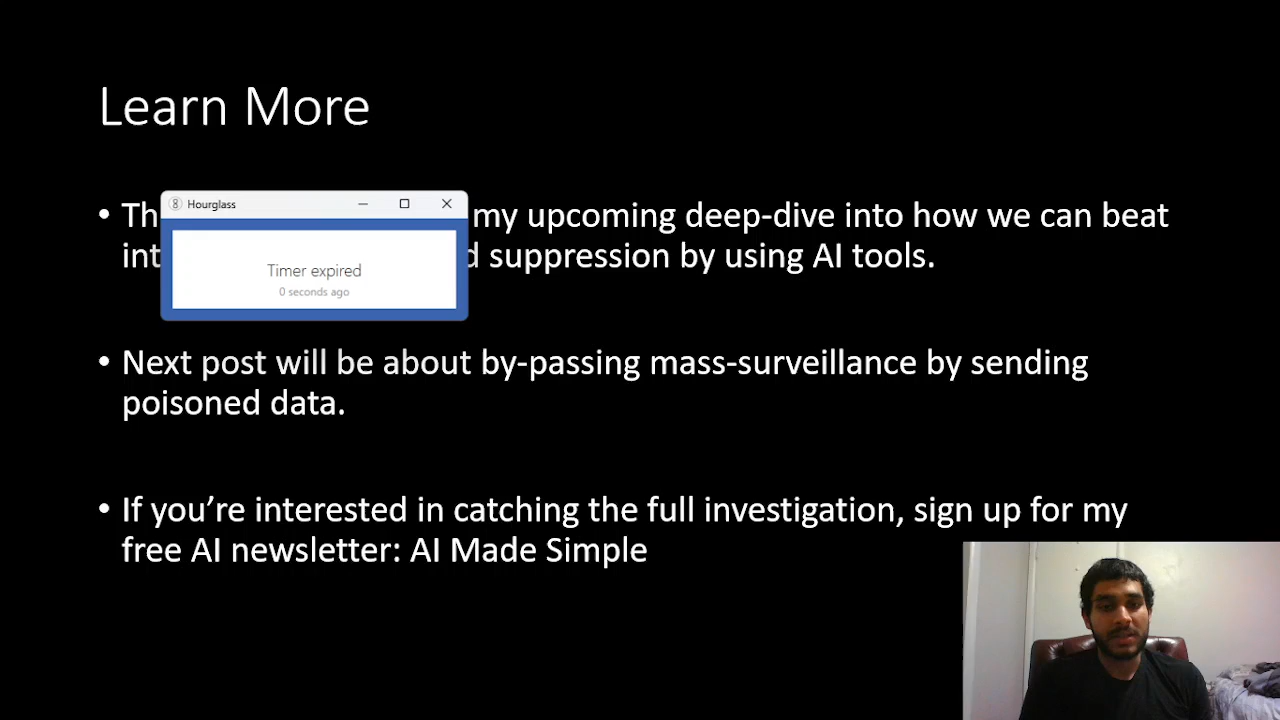 Learn More
• Th
Hourglass
my upcoming deep-dive into how we can beat
int
suppression by using AI tools.
Timer expired
0 seconds ago
• Next post will be about by-passing mass-surveillance by sending
poisoned data.
• If you’re interested in catching the full investigation, sign up for my
free AI newsletter: AI Made Simple